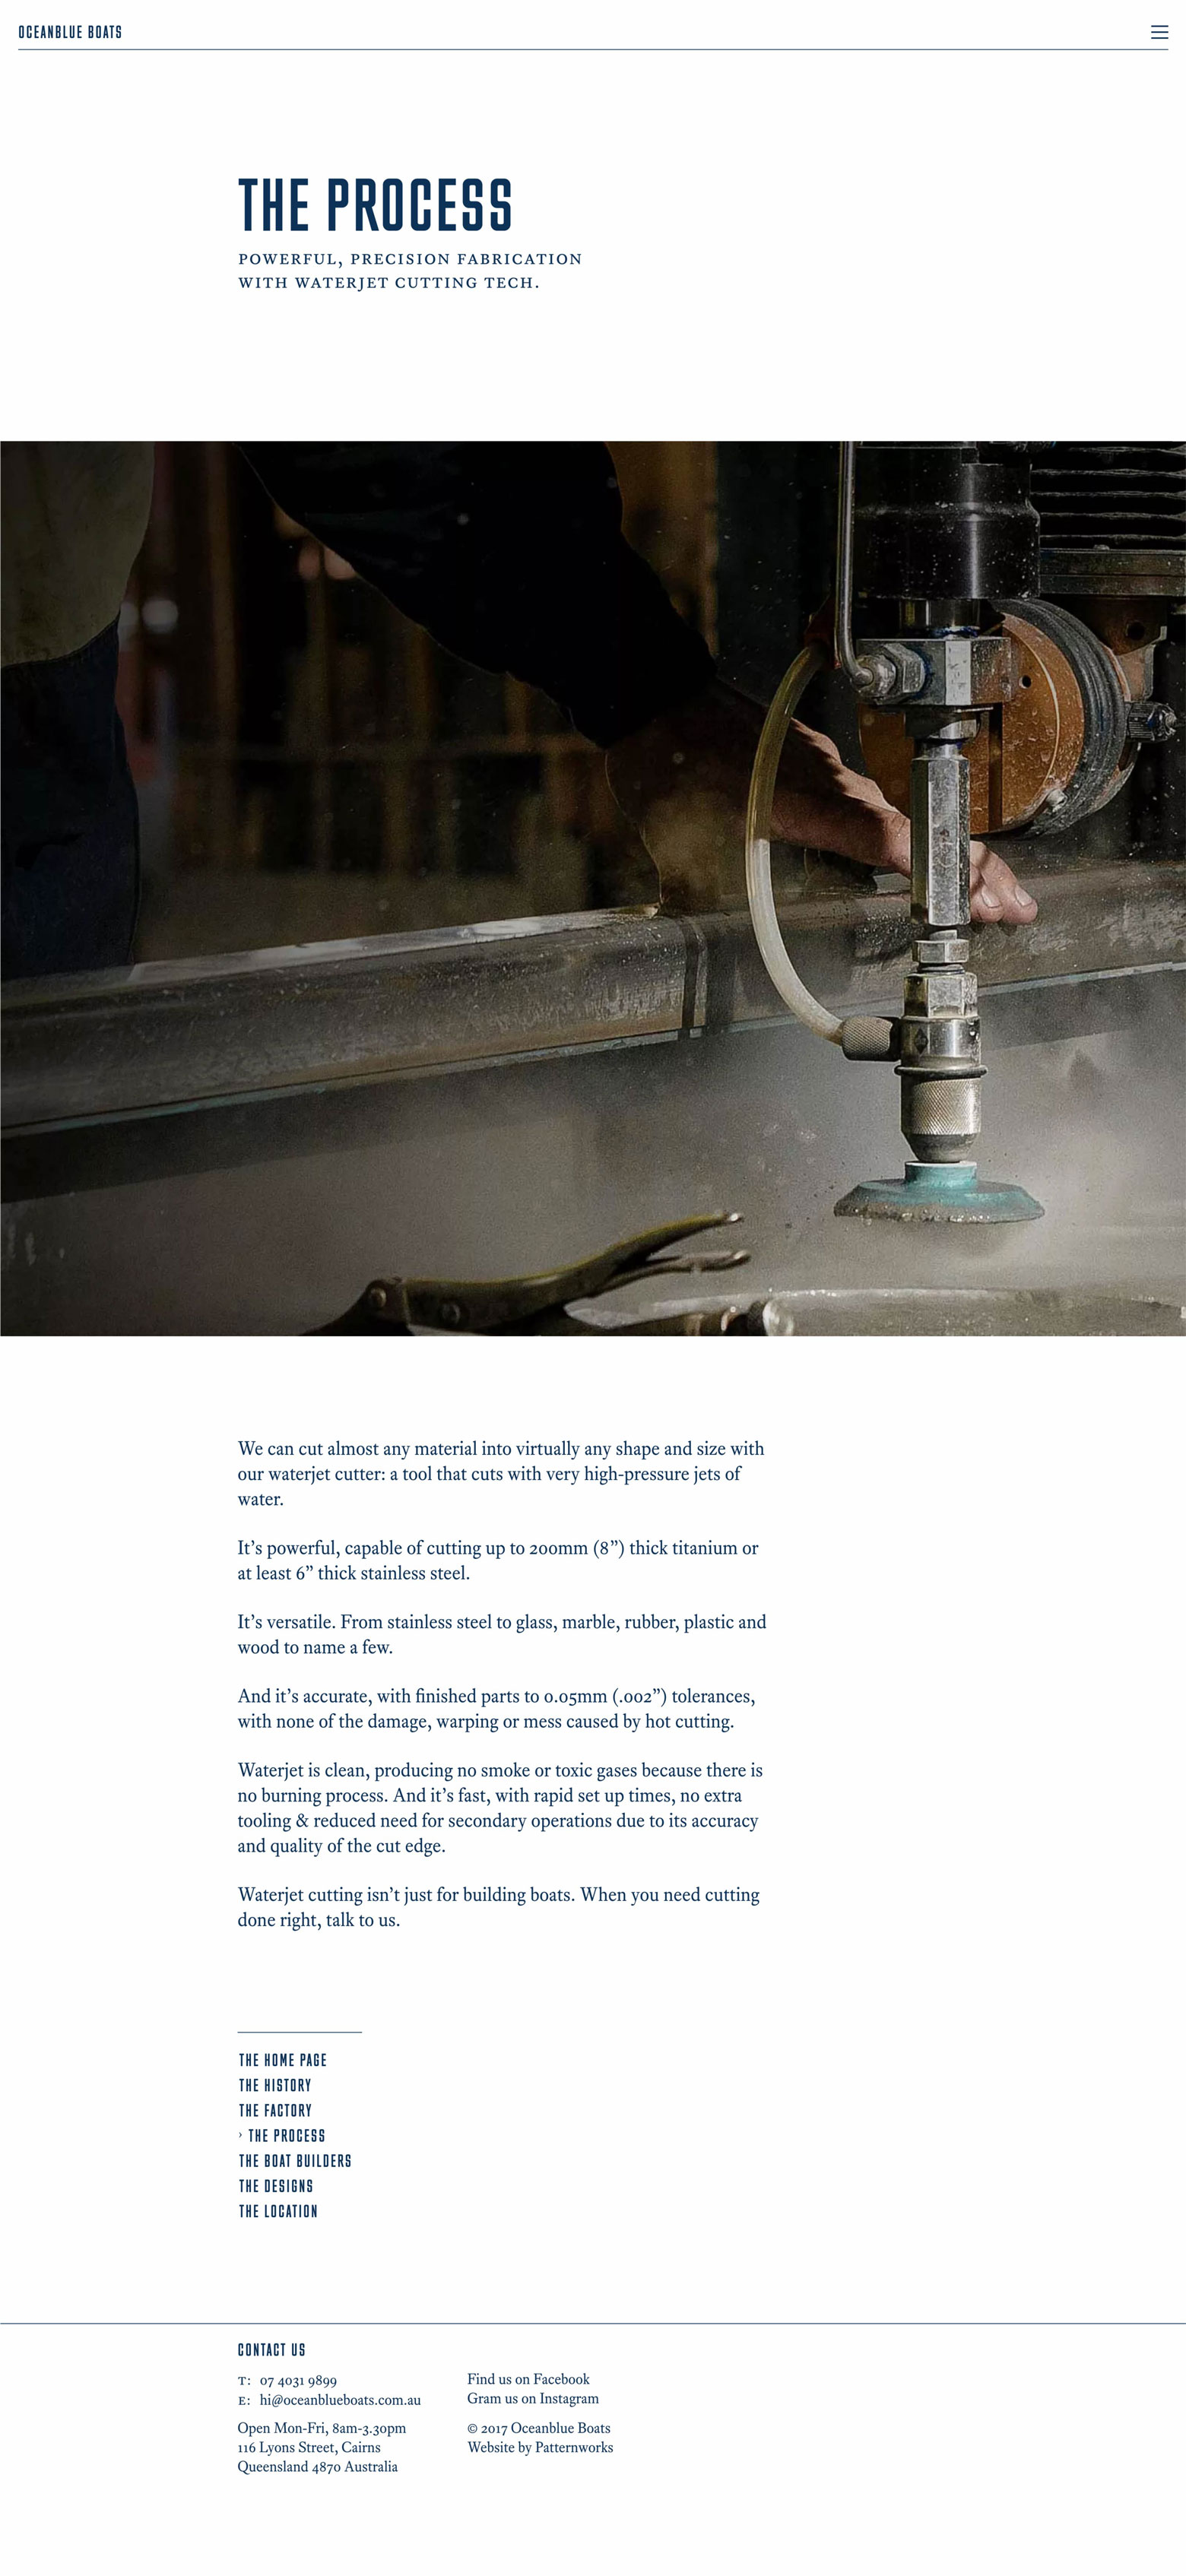 OCEANBLUE BOATS
THE PROCESS
POWERFUL, PRECISION FABRICATION
WITH WATERJET CUTTING TECH.
We can cut almost any material into virtually any shape and size with
our waterjet cutter: a tool that cuts with very high-pressure jets of
water.
It’s powerful, capable of cutting up to 200mm (8”) thick titanium or
at least 6” thick stainless steel.
It’s versatile. From stainless steel to glass, marble, rubber, plastic and
wood to name a few.
And it’s accurate, with finished parts to 0.05mm (.002”) tolerances,
with none of the damage, warping or mess caused by hot cutting.
Waterjet is clean, producing no smoke or toxic gases because there is
no burning process. And it’s fast, with rapid set up times, no extra
tooling & reduced need for secondary operations due to its accuracy
and quality of the cut edge.
Waterjet cutting isn’t just for building boats. When you need cutting
done right, talk to us.
THE HOME PAGE
THE HISTORY
THE FACTORY
› THE PROCESS
THE BOAT BUILDERS
THE DESIGNS
THE LOCATION
CONTACT US
T: 07 4031 9899
E: hi@oceanblueboats.com.au
Open Mon-Fri, 8am-3.30pm
116 Lyons Street, Cairns
Queensland 4870 Australia
Find us on Facebook
Gram us on Instagram
© 2017 Oceanblue Boats
Website by Patternworks